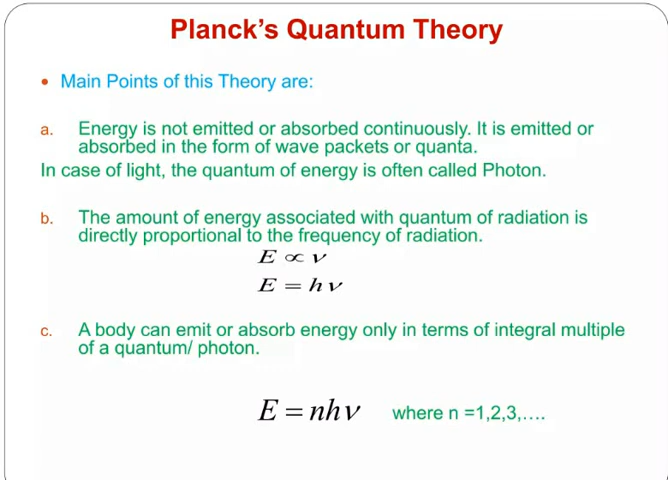 Planck's Quantum Theory
• Main Points of this Theory are:
a. Energy is not emitted or absorbed continuously. It is emitted or
absorbed in the form of wave packets or quanta.
In case of light, the quantum of energy is often called Photon.
b. The amount of energy associated with quantum of radiation is
directly proportional to the frequency of radiation.
E ∝ ν
E = hν
c. A body can emit or absorb energy only in terms of integral multiple
of a quantum/ photon.
E = nhν where n =1,2,3,....